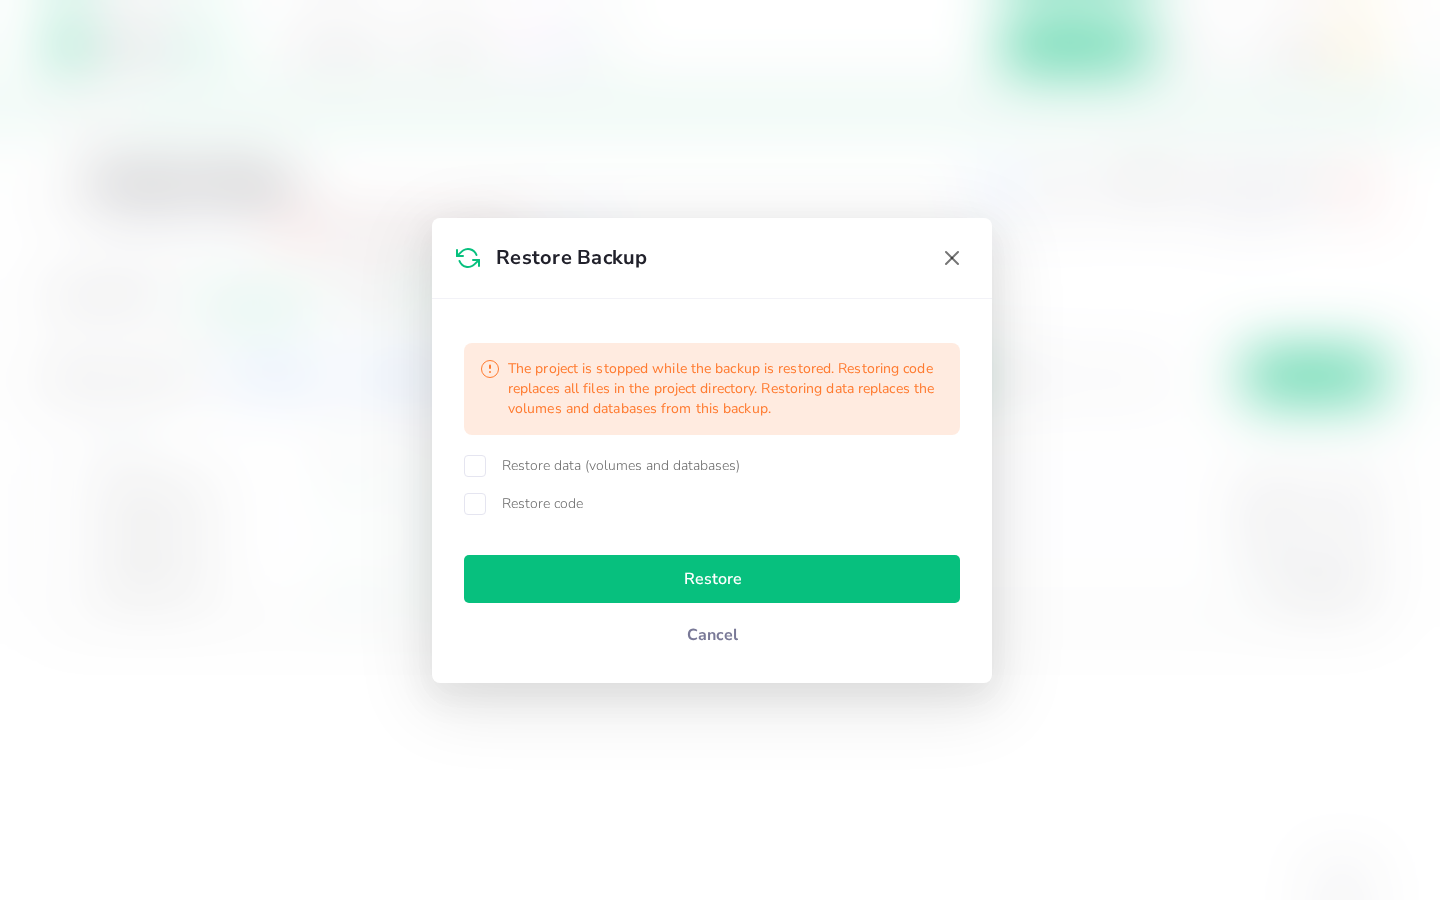 Restore Backup
The project is stopped while the backup is restored. Restoring code
replaces all files in the project directory. Restoring data replaces the
volumes and databases from this backup.
Restore data (volumes and databases)
Restore code
Restore
Cancel